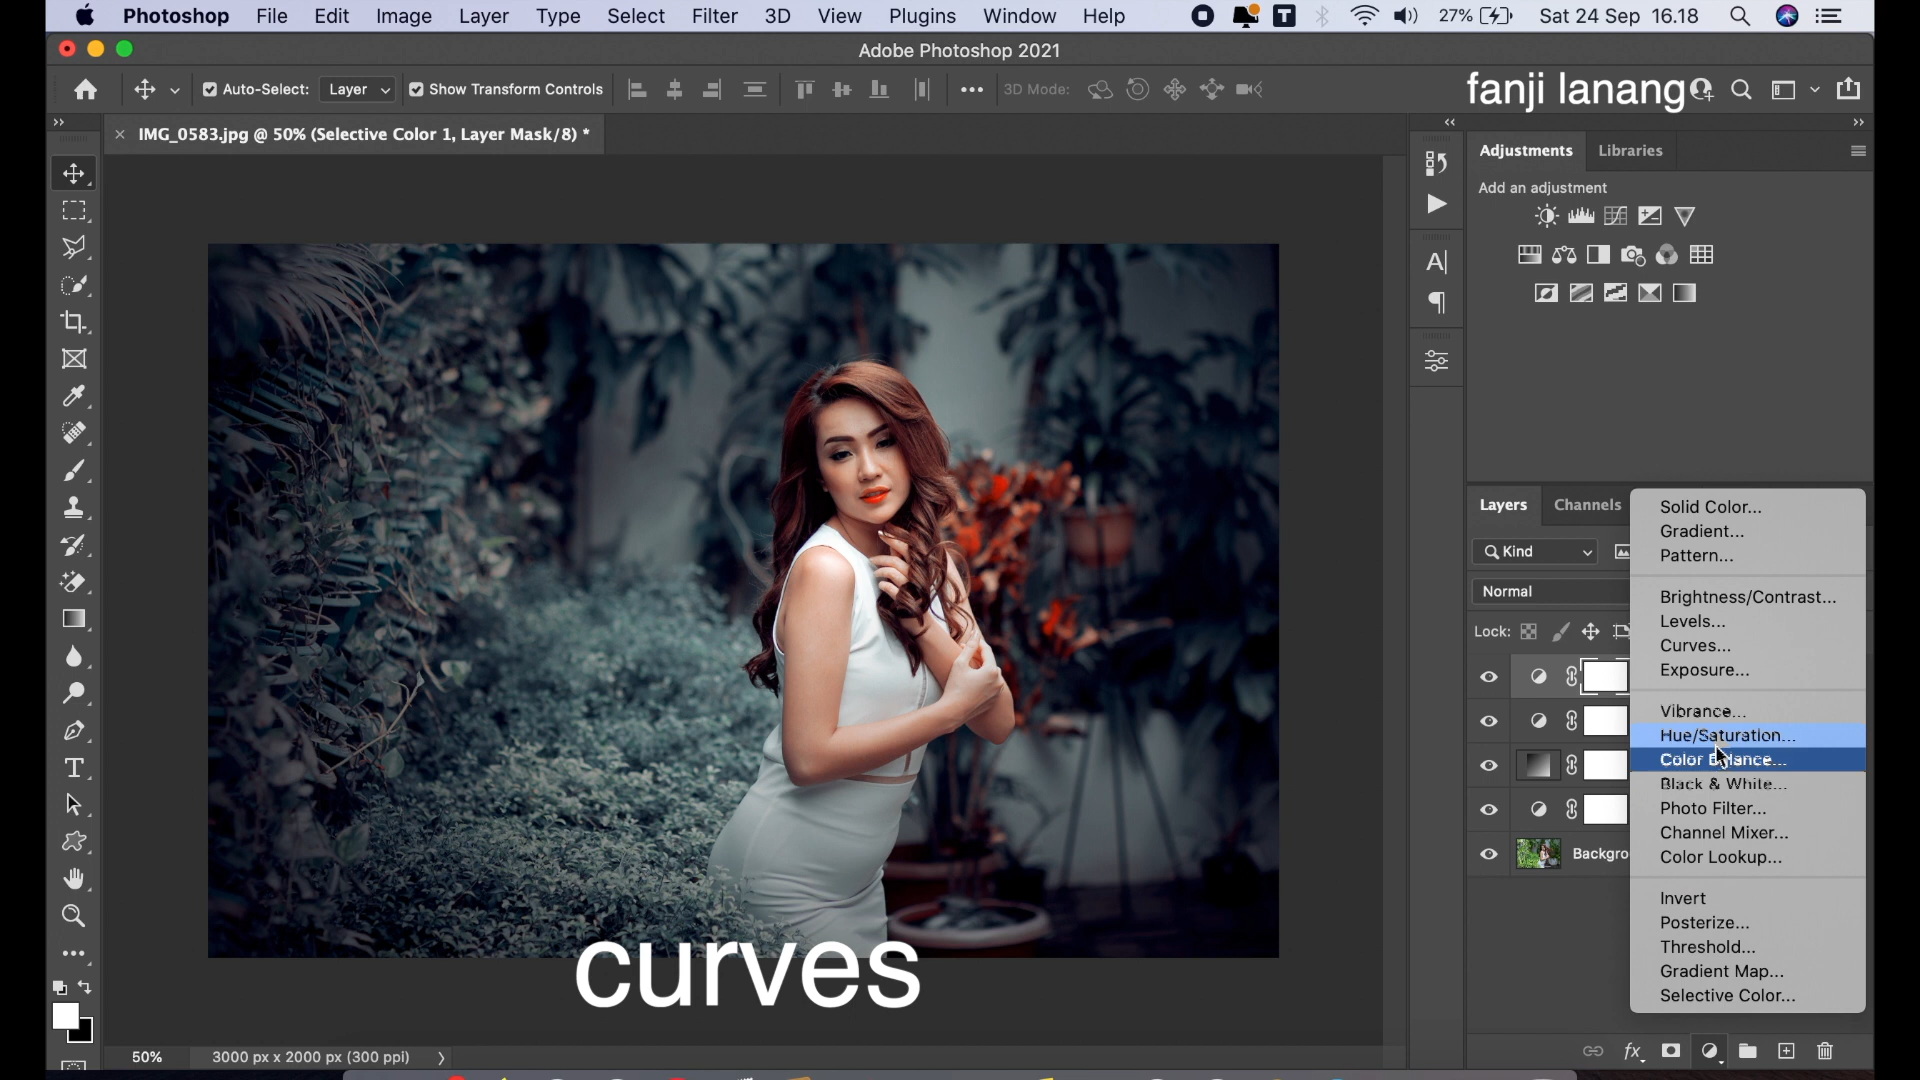 Photoshop File Edit Image Layer Type Select Filter 3D View Plugins Window Help T 27% Sat 24 Sep 16.18
Adobe Photoshop 2021
Auto-Select: Layer Show Transform Controls 3D Mode: fanji lanang
IMG_0583.jpg @ 50% (Selective Color 1, Layer Mask/8) *
Adjustments Libraries
Add an adjustment
Layers Channels
Kind
Normal
Lock:
Backgro
Solid Color...
Gradient...
Pattern...
Brightness/Contrast...
Levels...
Curves...
Exposure...
Vibrance...
Hue/Saturation...
Color Balance...
Black & White...
Photo Filter...
Channel Mixer...
Color Lookup...
Invert
Posterize...
Threshold...
Gradient Map...
Selective Color...
curves
50% 3000 px x 2000 px (300 ppi)
fx